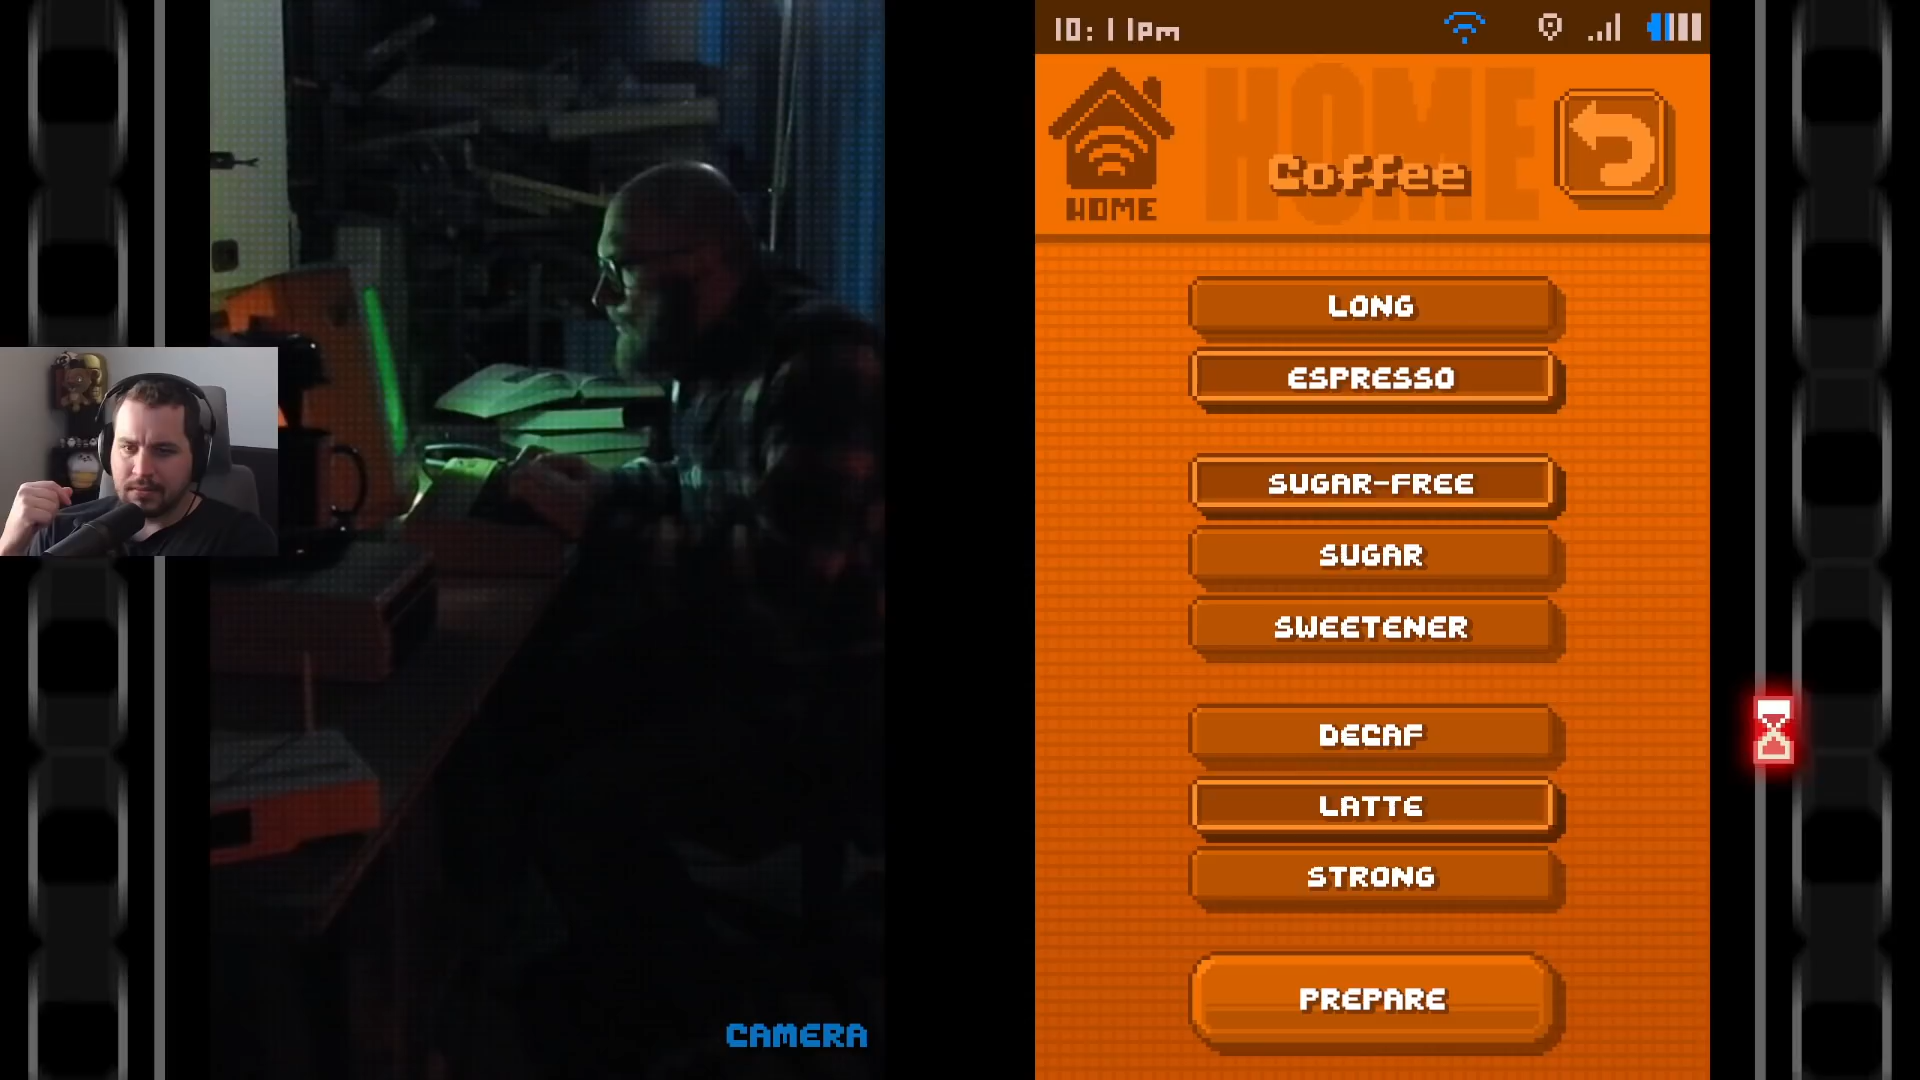 10:11pm
HOME
Coffee
HOME
LONG
ESPRESSO
SUGAR-FREE
SUGAR
SWEETENER
DECAF
LATTE
STRONG
PREPARE
CAMERA